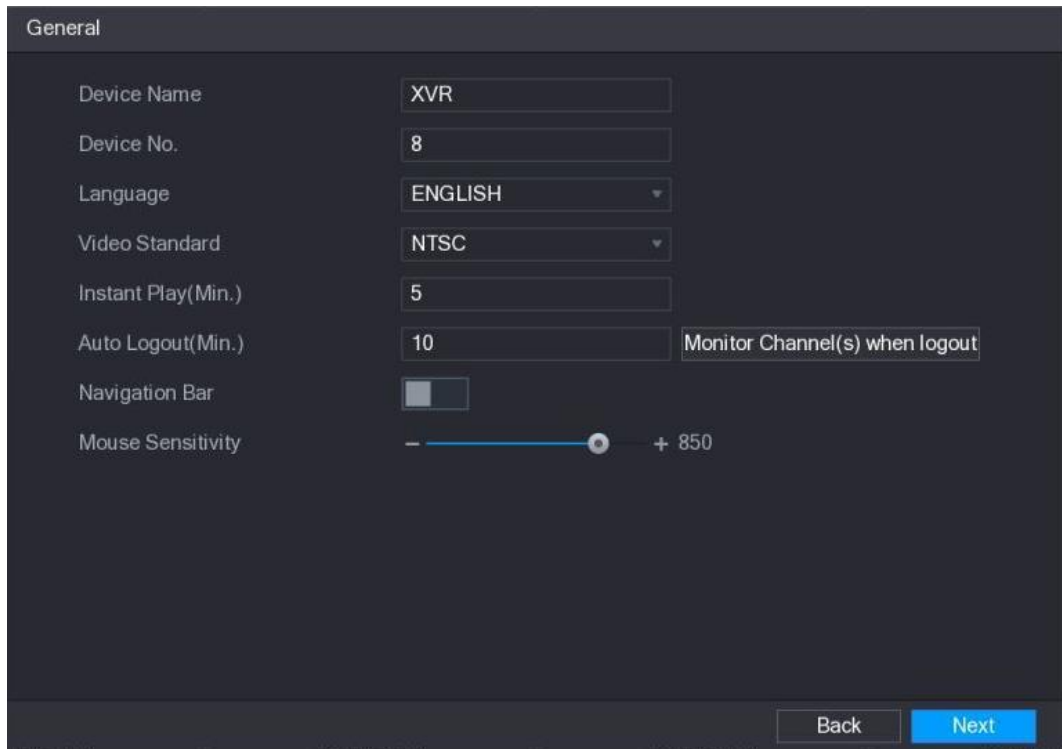 General
Device Name XVR
Device No. 8
Language ENGLISH
Video Standard NTSC
Instant Play(Min.) 5
Auto Logout(Min.) 10 Monitor Channel(s) when logout
Navigation Bar
Mouse Sensitivity − + 850
Back Next